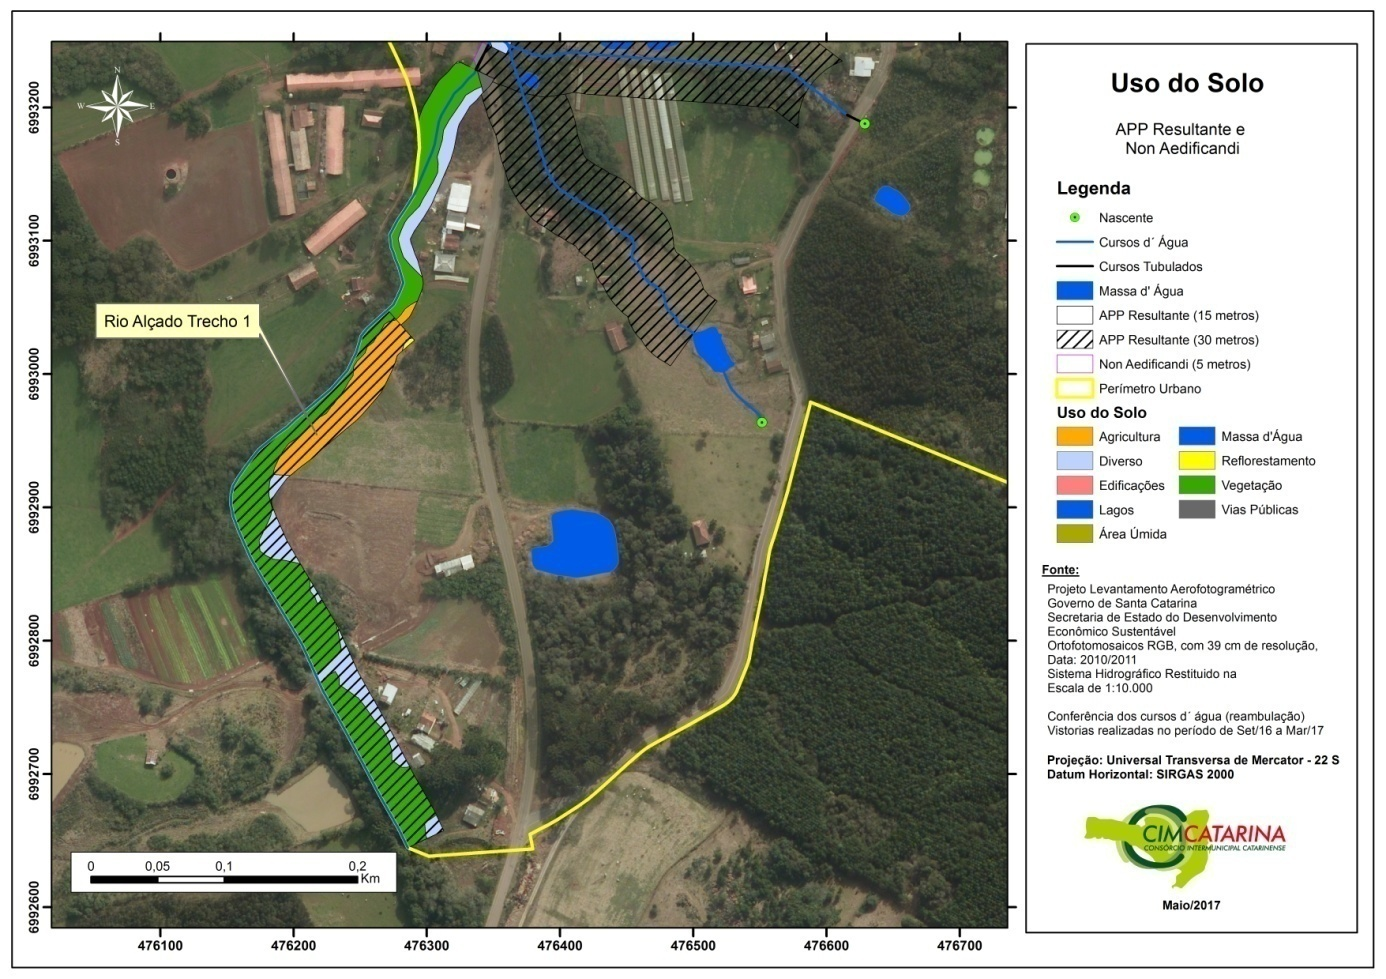 Uso do Solo
APP Resultante e
Non Aedificandi
Legenda
Nascente
Cursos d´ Água
Cursos Tubulados
Massa d' Água
APP Resultante (15 metros)
APP Resultante (30 metros)
Non Aedificandi (5 metros)
Perímetro Urbano
Uso do Solo
Agricultura
Massa d'Água
Diverso
Reflorestamento
Edificações
Vegetação
Lagos
Vias Públicas
Área Úmida
Fonte:
Projeto Levantamento Aerofotogramétrico
Governo de Santa Catarina
Secretaria de Estado do Desenvolvimento
Econômico Sustentável
Ortofotomosaicos RGB, com 39 cm de resolução,
Data: 2010/2011
Sistema Hidrográfico Restituido na
Escala de 1:10.000
Conferência dos cursos d´ água (reambulação)
Vistorias realizadas no período de Set/16 a Mar/17
Projeção: Universal Transversa de Mercator - 22 S
Datum Horizontal: SIRGAS 2000
CIMCATARINA
CONSÓRCIO INTERMUNICIPAL CATARINENSE
Maio/2017
N
W
E
S
Rio Alçado Trecho 1
6993200
6993100
6993000
6992900
6992800
6992700
6992600
0 0,05 0,1 0,2
Km
476100 476200 476300 476400 476500 476600 476700